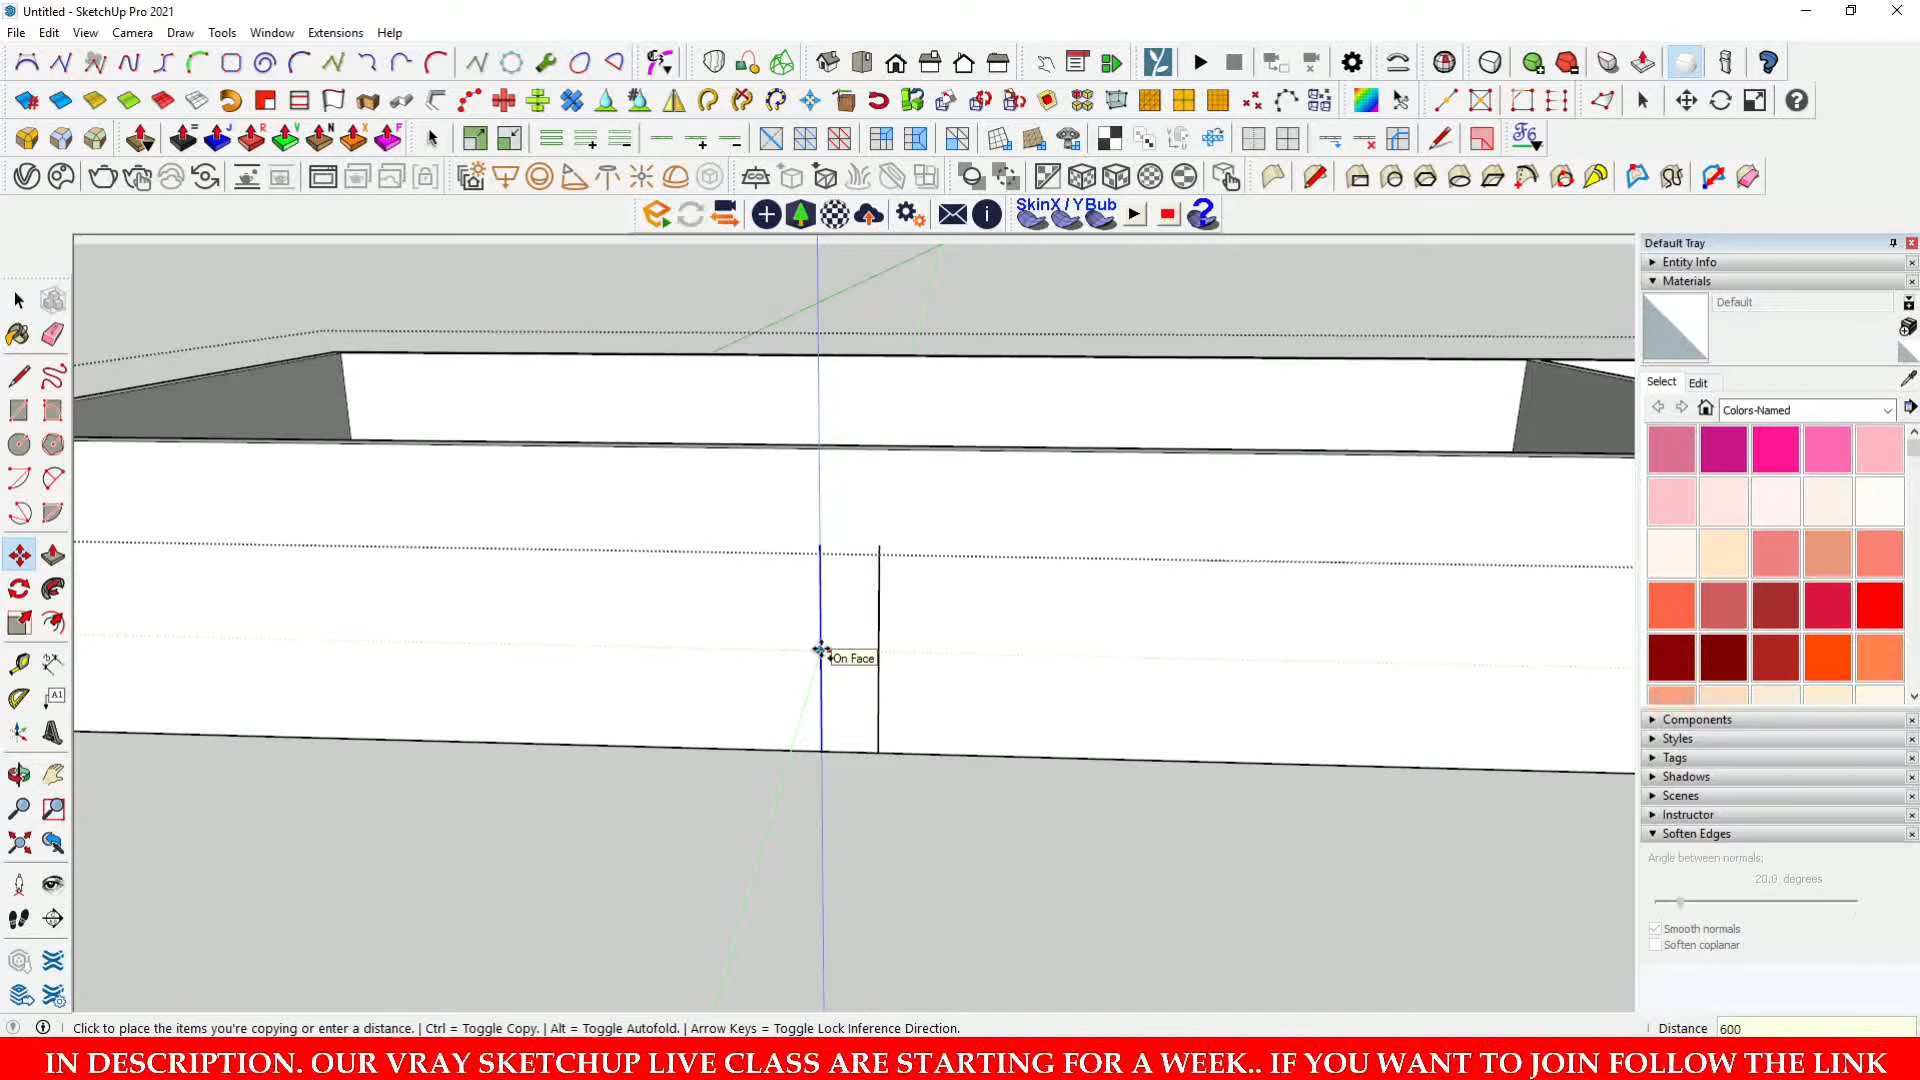 Untitled - SketchUp Pro 2021
File Edit View Camera Draw Tools Window Extensions Help
SkinX / YBub
Default Tray
Entity Info
Materials
Default
Select Edit
Colors-Named
On Face
Components
Styles
Tags
Shadows
Scenes
Instructor
Soften Edges
Angle between normals:
20.0 degrees
Smooth normals
Soften coplanar
Click to place the items you're copying or enter a distance. | Ctrl = Toggle Copy. | Alt = Toggle Autofold. | Arrow Keys = Toggle Lock Inference Direction.
Distance 600
IN DESCRIPTION. OUR VRAY SKETCHUP LIVE CLASS ARE STARTING FOR A WEEK.. IF YOU WANT TO JOIN FOLLOW THE LINK